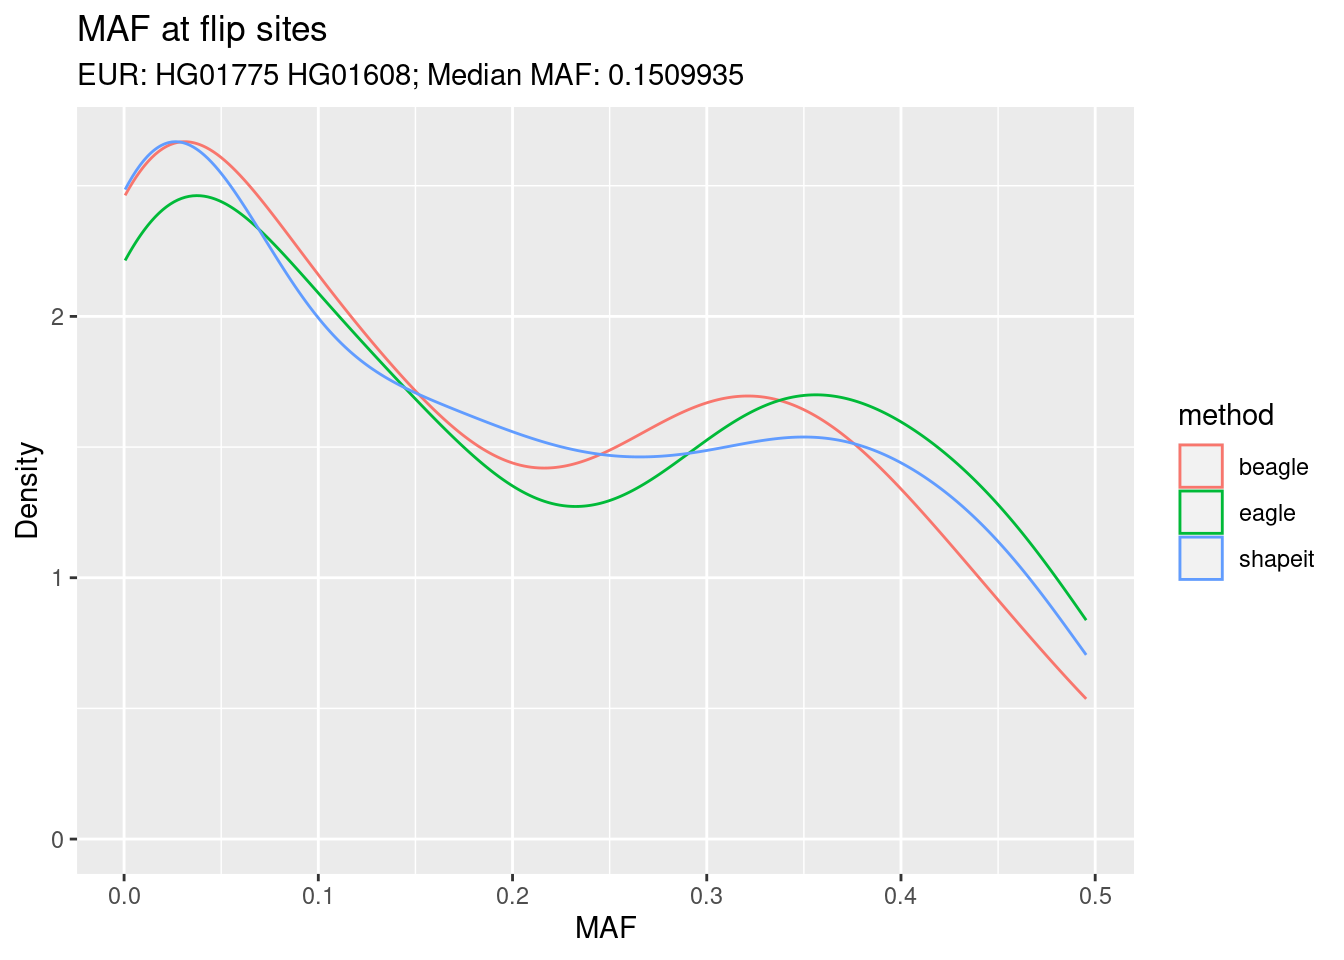 MAF at flip sites
EUR: HG01775 HG01608; Median MAF: 0.1509935
Density
2
1
0
0.0 0.1 0.2 0.3 0.4 0.5
MAF
method
beagle
eagle
shapeit